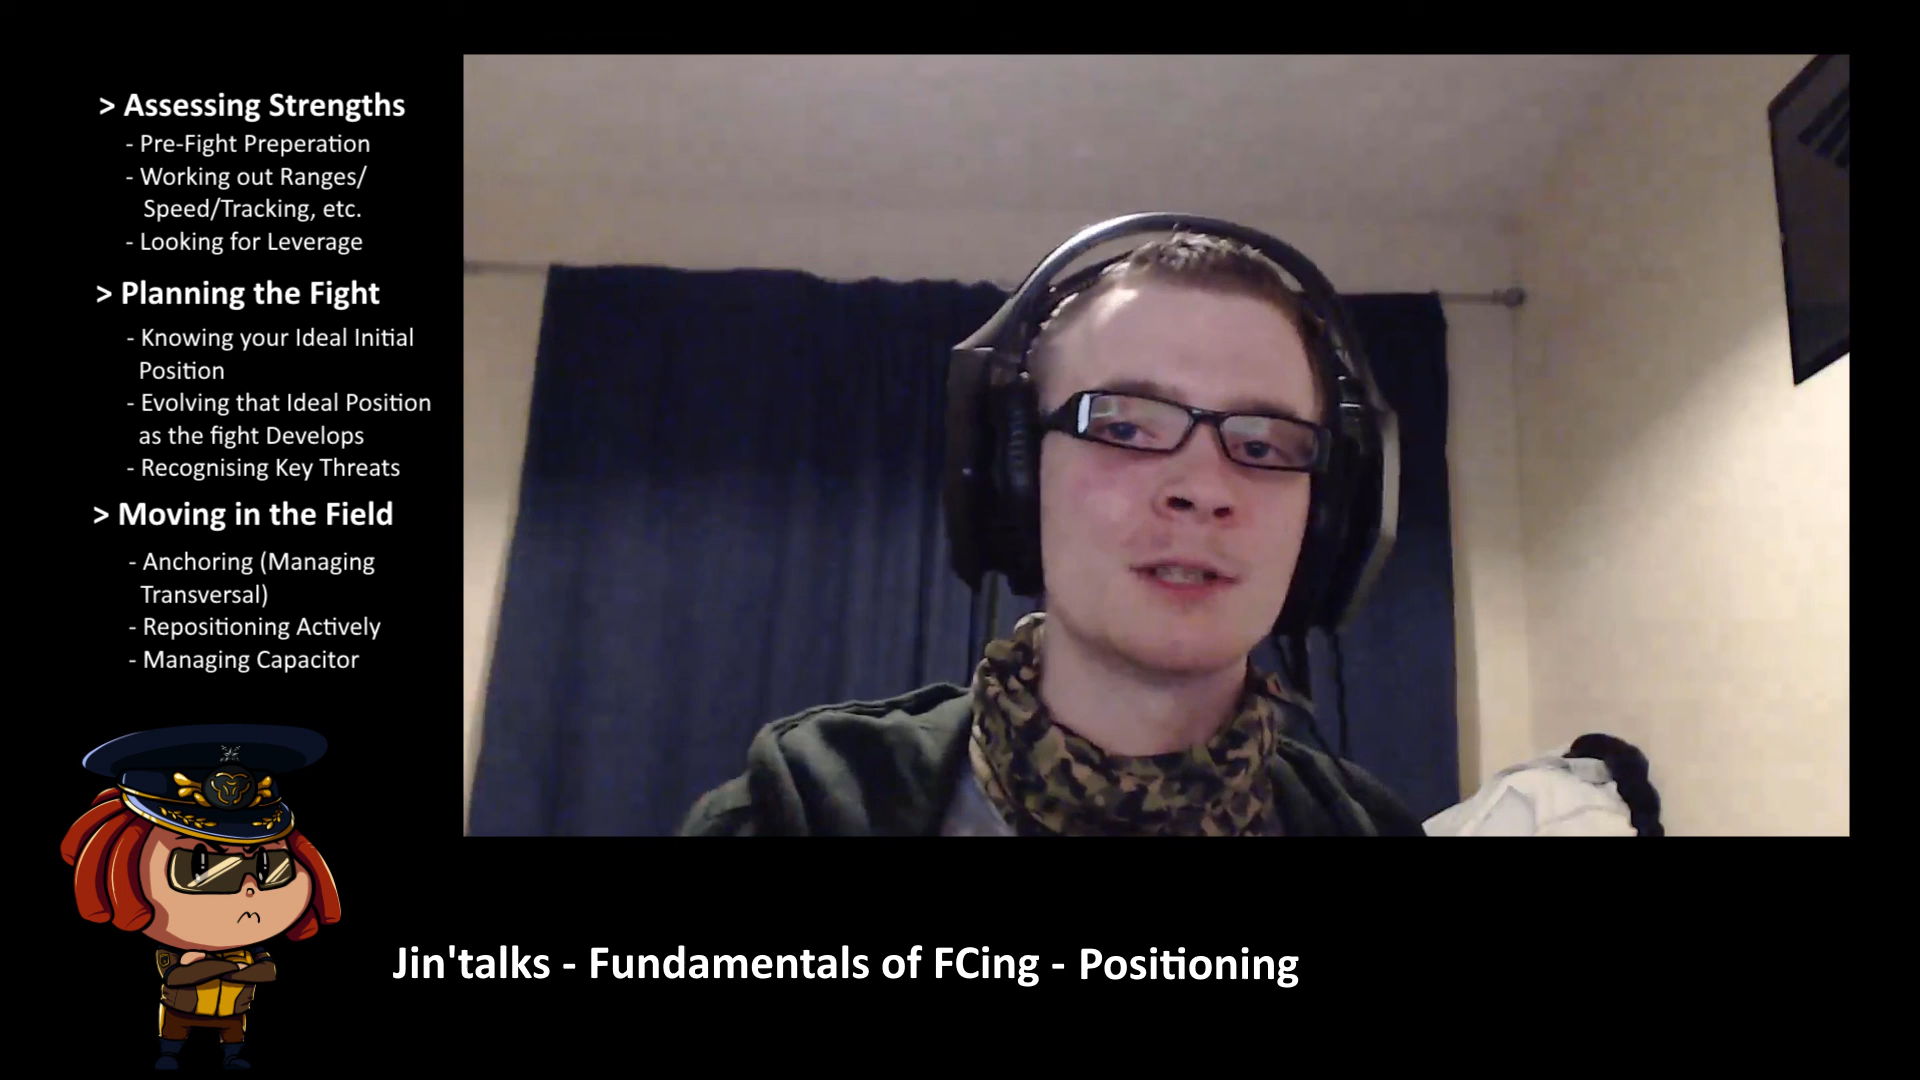 > Assessing Strengths
- Pre-Fight Preperation
- Working out Ranges/
Speed/Tracking, etc.
- Looking for Leverage
> Planning the Fight
- Knowing your Ideal Initial
Position
- Evolving that Ideal Position
as the fight Develops
- Recognising Key Threats
> Moving in the Field
- Anchoring (Managing
Transversal)
- Repositioning Actively
- Managing Capacitor
Jin'talks - Fundamentals of FCing - Positioning